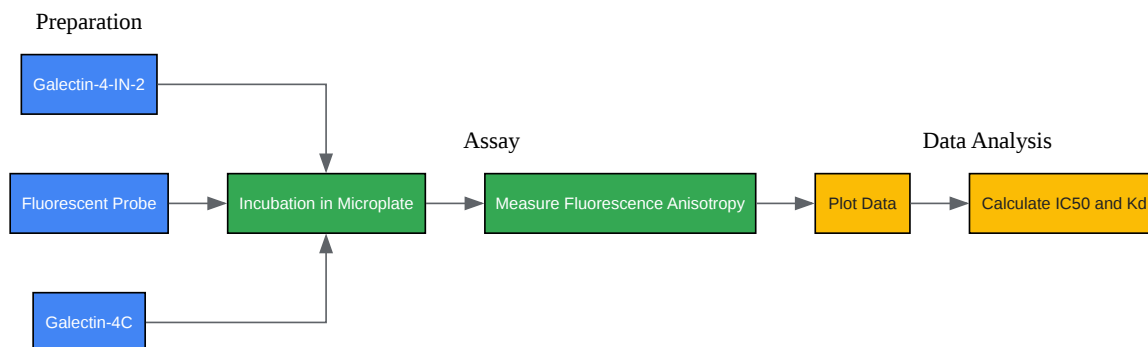 Preparation
Galectin-4-IN-2
Assay
Data Analysis
Fluorescent Probe
Incubation in Microplate
Measure Fluorescence Anisotropy
Plot Data
Calculate IC50 and Kd
Galectin-4C